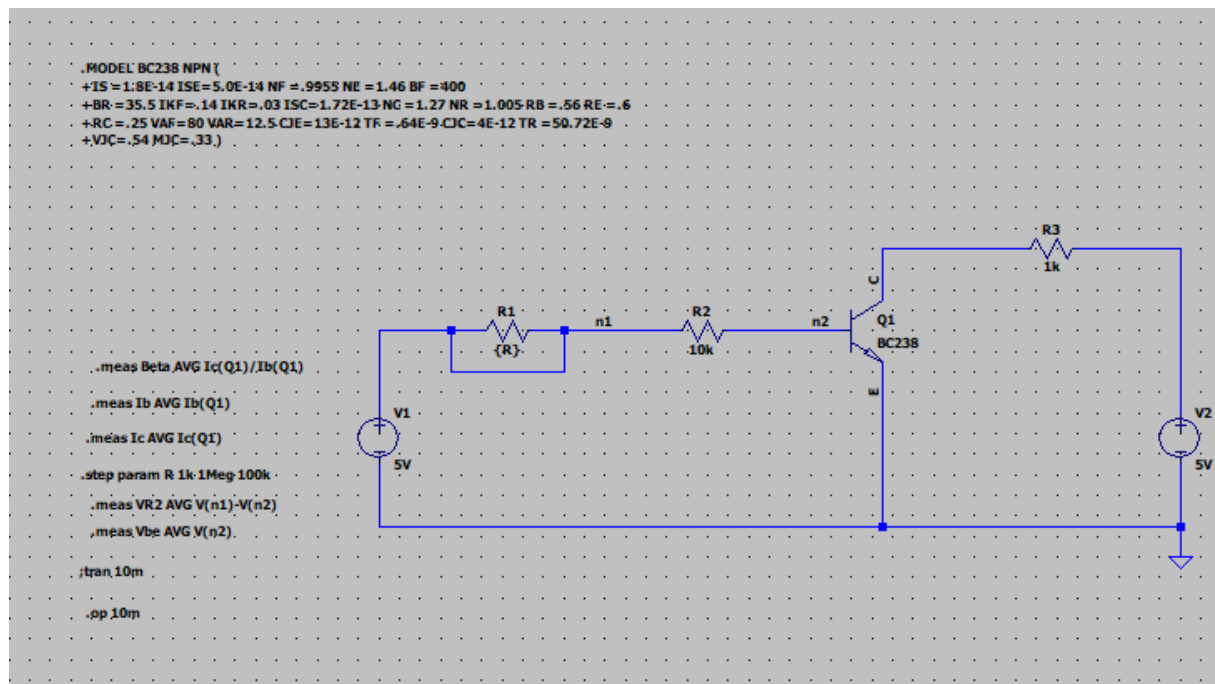 .MODEL BC238 NPN (
+IS =1.8E-14 ISE=5.0E-14 NF =.9955 NE =1.46 BF =400
+BR =35.5 IKF=.14 IKR=.03 ISC=1.72E-13 NC =1.27 NR =1.005 RB =.56 RE =.6
+RC =.25 VAF=80 VAR=12.5 CJE=13E-12 TF =.64E-9 CJC=4E-12 TR =50.72E-9
+VJC=.54 MJC=.33 )
R3
1k
C
R1
n1
R2
n2
Q1
{R}
10k
BC238
.meas Beta AVG Ic(Q1)/Ib(Q1)
E
.meas Ib AVG Ib(Q1)
V1
V2
.meas Ic AVG Ic(Q1)
5V
5V
.step param R 1k 1Meg 100k
.meas VR2 AVG V(n1)-V(n2)
.meas Vbe AVG V(n2)
;tran 10m
.op 10m